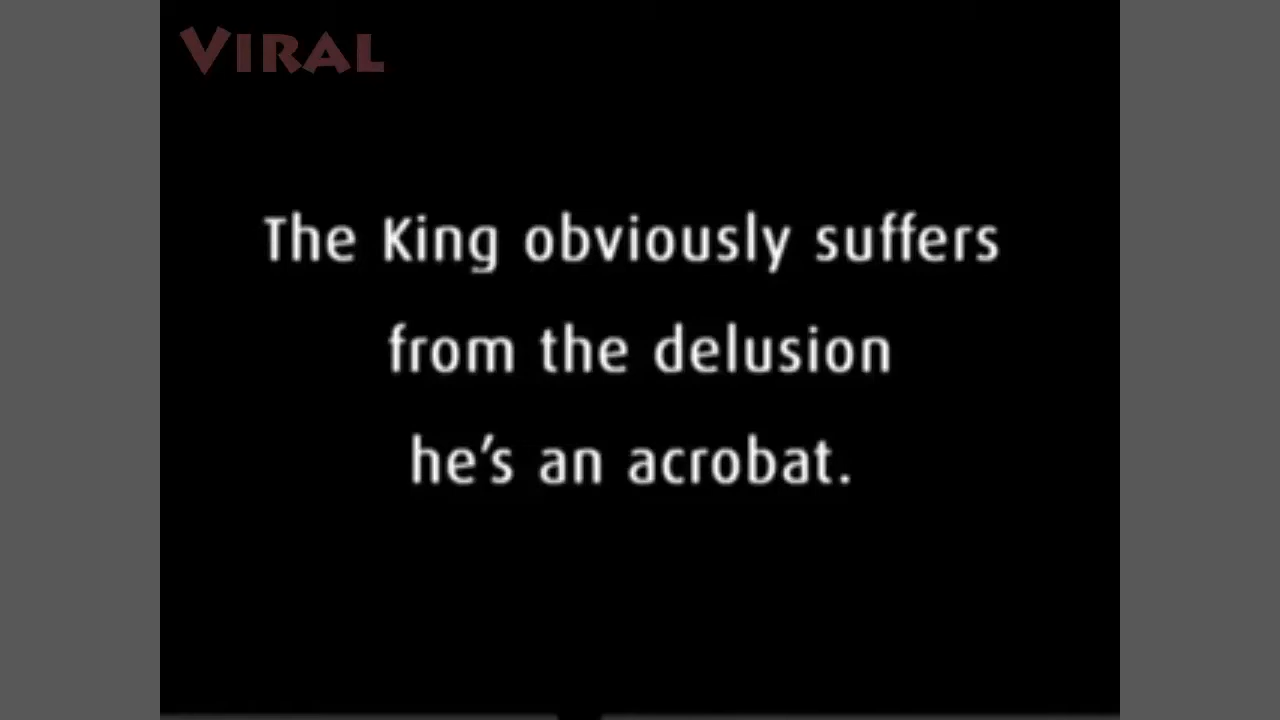 VIRAL
The King obviously suffers
from the delusion
he's an acrobat.